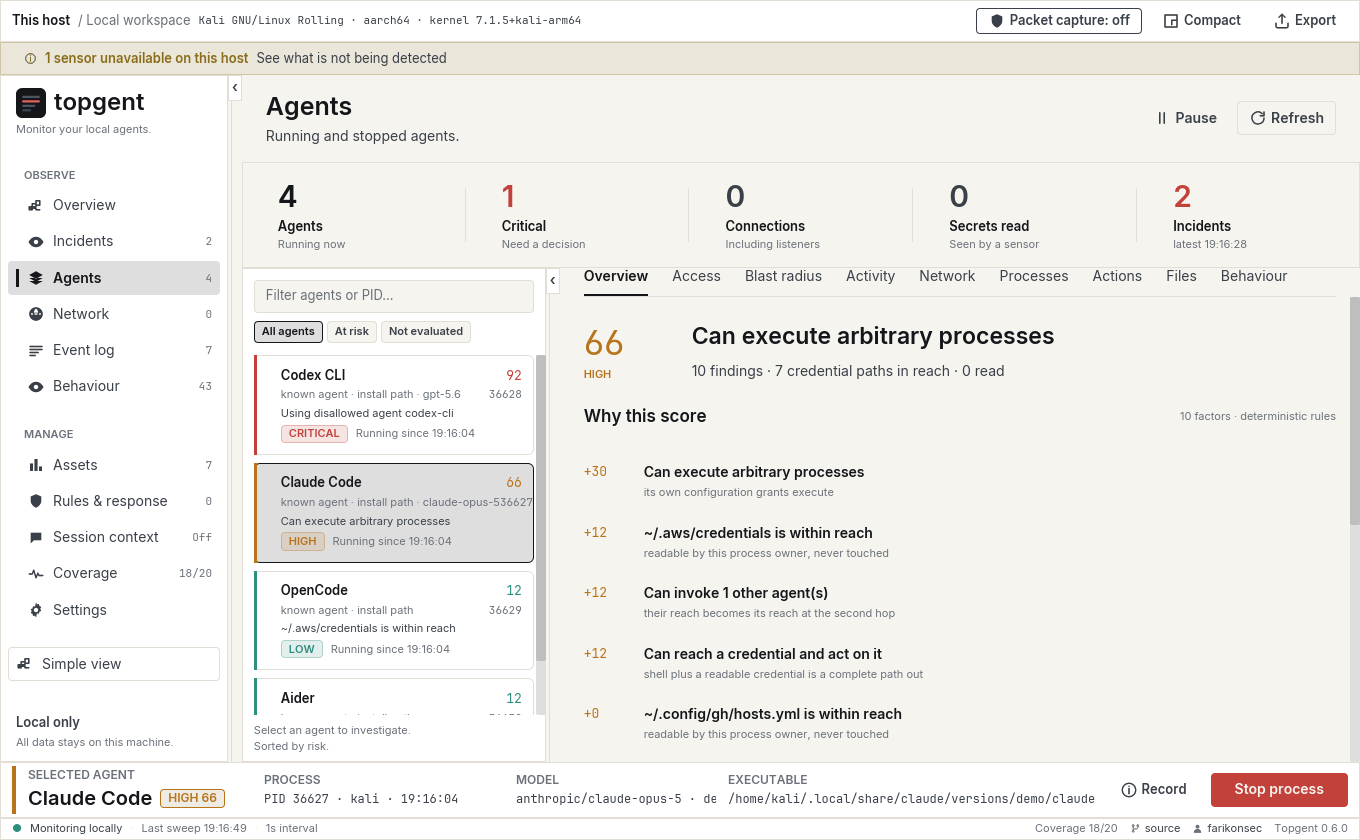 This host / Local workspace Kali GNU/Linux Rolling · aarch64 · kernel 7.1.5+kali-arm64
Packet capture: off
Compact
Export
1 sensor unavailable on this host See what is not being detected
topgent
Monitor your local agents.
OBSERVE
Overview
Incidents 2
Agents 4
Network 0
Event log 7
Behaviour 43
MANAGE
Assets 7
Rules & response 0
Session context Off
Coverage 18/20
Settings
Simple view
Local only
All data stays on this machine.
Agents
Running and stopped agents.
Pause
Refresh
4
Agents
Running now
1
Critical
Need a decision
0
Connections
Including listeners
0
Secrets read
Seen by a sensor
2
Incidents
latest 19:16:28
Filter agents or PID...
All agents At risk Not evaluated
Codex CLI 92
known agent · install path · gpt-5.6 36628
Using disallowed agent codex-cli
CRITICAL Running since 19:16:04
Claude Code 66
known agent · install path · claude-opus-536627
Can execute arbitrary processes
HIGH Running since 19:16:04
OpenCode 12
known agent · install path 36629
~/.aws/credentials is within reach
LOW Running since 19:16:04
Aider 12
Select an agent to investigate.
Sorted by risk.
Overview Access Blast radius Activity Network Processes Actions Files Behaviour
66
HIGH
Can execute arbitrary processes
10 findings · 7 credential paths in reach · 0 read
Why this score
10 factors · deterministic rules
+30 Can execute arbitrary processes
its own configuration grants execute
+12 ~/.aws/credentials is within reach
readable by this process owner, never touched
+12 Can invoke 1 other agent(s)
their reach becomes its reach at the second hop
+12 Can reach a credential and act on it
shell plus a readable credential is a complete path out
+0 ~/.config/gh/hosts.yml is within reach
readable by this process owner, never touched
SELECTED AGENT
Claude Code HIGH 66
PROCESS
PID 36627 · kali · 19:16:04
MODEL
anthropic/claude-opus-5 · de
EXECUTABLE
/home/kali/.local/share/claude/versions/demo/claude
Record
Stop process
Monitoring locally · Last sweep 19:16:49 · 1s interval
Coverage 18/20 source farikonsec Topgent 0.6.0